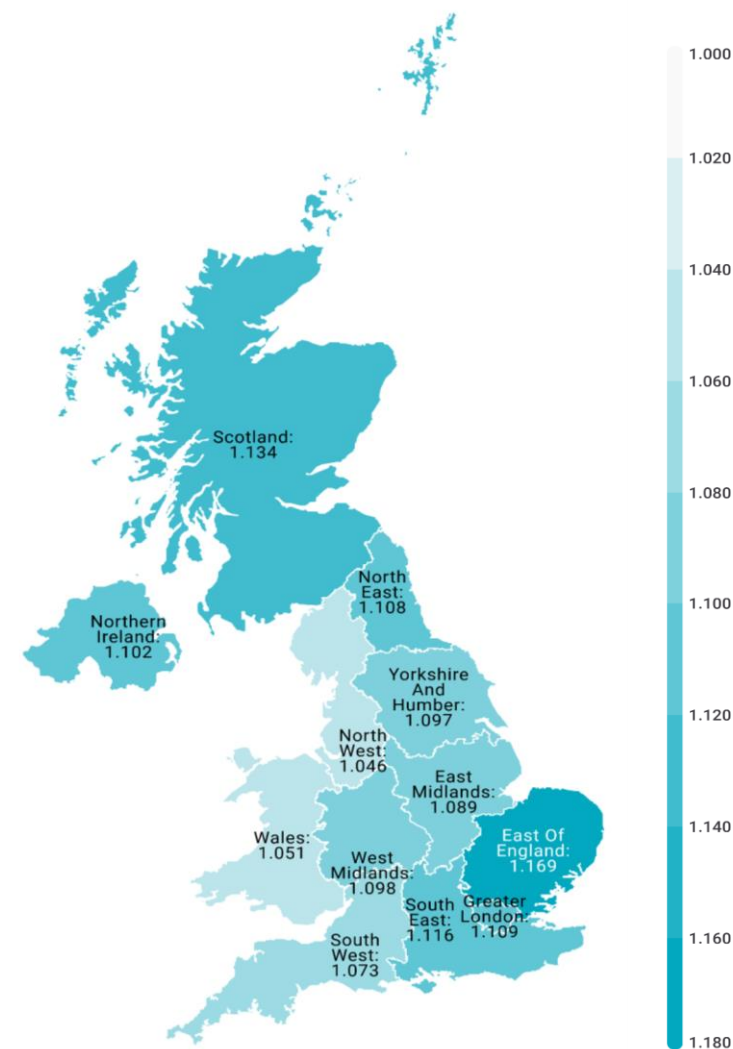 1.000
1.020
1.040
1.060
1.080
1.100
1.120
1.140
1.160
1.180
Scotland:
1.134
North
East:
1.108
Northern
Ireland:
1.102
Yorkshire
And
Humber:
1.097
North
West:
1.046
East
Midlands:
1.089
East Of
England:
1.169
Wales:
1.051
West
Midlands:
1.098
South
East:
1.116
Greater
London:
1.109
South
West:
1.073